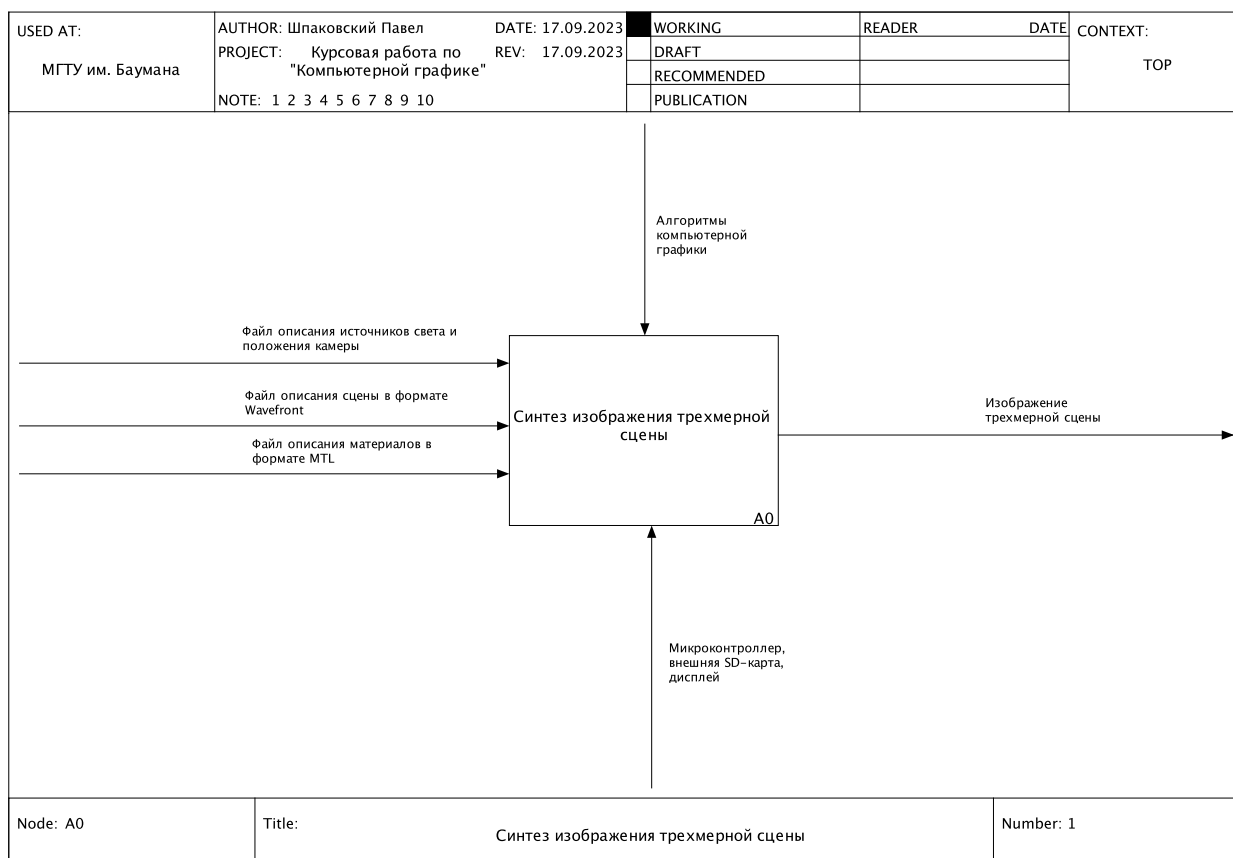 USED AT:
МГТУ им. Баумана
AUTHOR: Шпаковский Павел
DATE: 17.09.2023
PROJECT: Курсовая работа по
"Компьютерной графике"
REV: 17.09.2023
NOTE: 1 2 3 4 5 6 7 8 9 10
WORKING
DRAFT
RECOMMENDED
PUBLICATION
READER DATE
CONTEXT:
TOP
Алгоритмы
компьютерной
графики
Файл описания источников света и
положения камеры
Файл описания сцены в формате
Wavefront
Файл описания материалов в
формате MTL
Синтез изображения трехмерной
сцены
A0
Изображение
трехмерной сцены
Микроконтроллер,
внешняя SD-карта,
дисплей
Node: A0
Title:
Синтез изображения трехмерной сцены
Number: 1